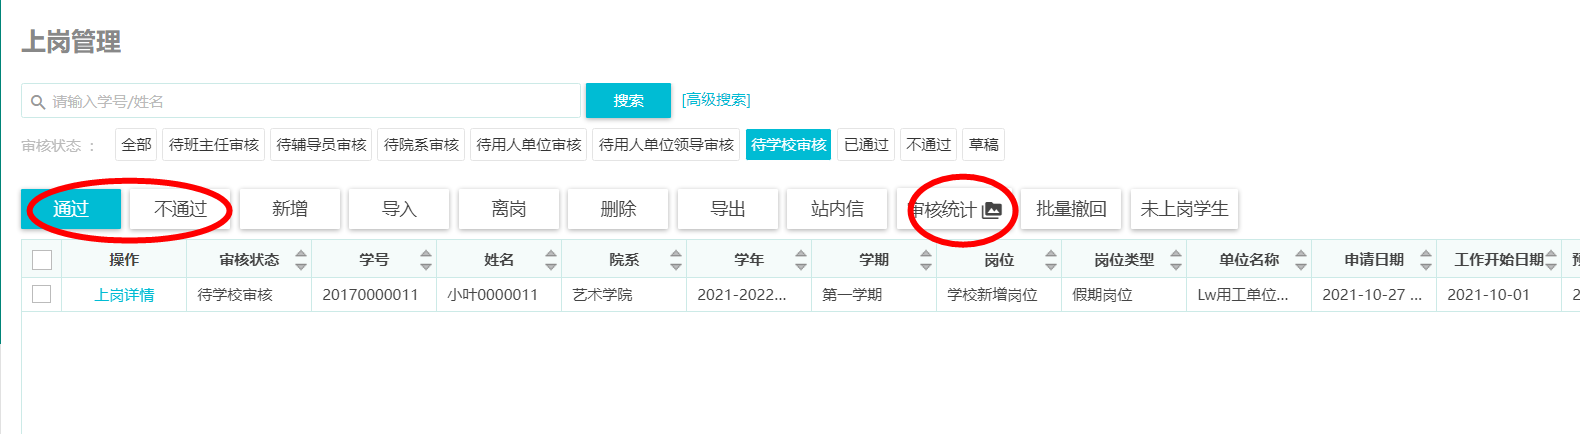 上岗管理
请输入学号/姓名 搜索 [高级搜索]
审核状态 ： 全部 待班主任审核 待辅导员审核 待院系审核 待用人单位审核 待用人单位领导审核 待学校审核 已通过 不通过 草稿
通过 不通过 新增 导入 离岗 删除 导出 站内信 审核统计 批量撤回 未上岗学生
操作 审核状态 学号 姓名 院系 学年 学期 岗位 岗位类型 单位名称 申请日期 工作开始日期 预
上岗详情 待学校审核 20170000011 小叶0000011 艺术学院 2021-2022... 第一学期 学校新增岗位 假期岗位 Lw用工单位... 2021-10-27 ... 2021-10-01 2